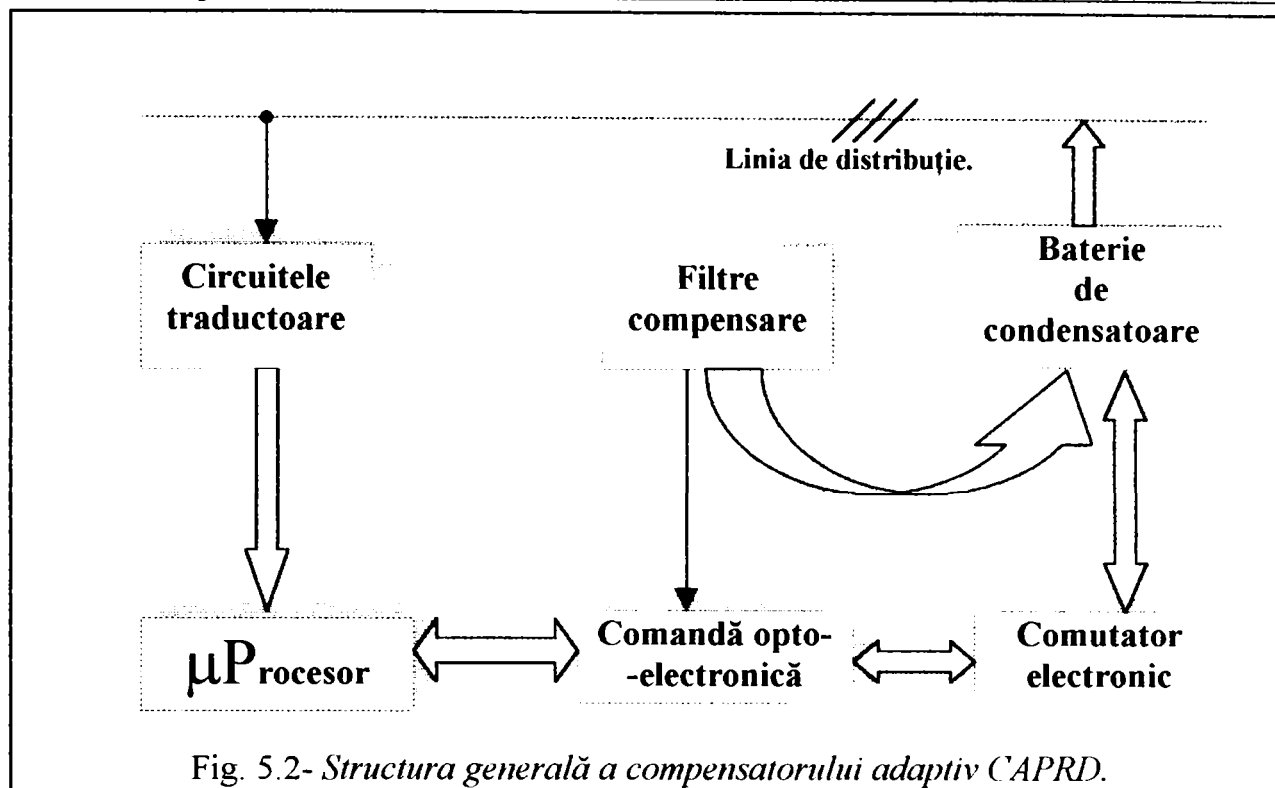 Linia de distribuție.
Circuitele
traductoare
Filtre
compensare
Baterie
de
condensatoare
μProcesor
Comandă opto-
-electronică
Comutator
electronic
Fig. 5.2- Structura generală a compensatorului adaptiv CAPRD.